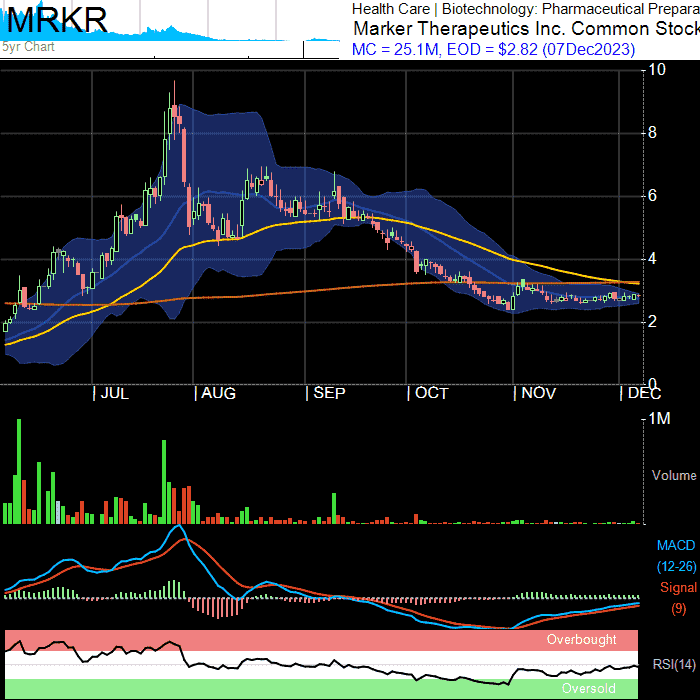 MRKR
5yr Chart
Health Care | Biotechnology: Pharmaceutical Prepara
Marker Therapeutics Inc. Common Stock
MC = 25.1M, EOD = $2.82 (07Dec2023)
10
8
6
4
2
0
| JUL | AUG | SEP | OCT | NOV | DEC
1M
Volume
MACD
(12-26)
Signal
(9)
Overbought
RSI(14)
Oversold